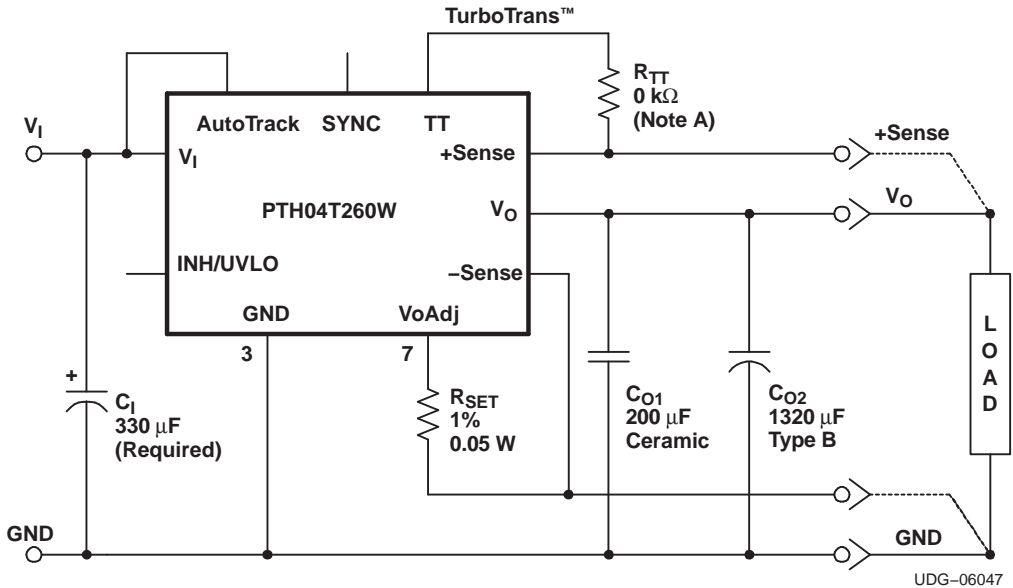 TurboTrans™
R_TT
0 kΩ
(Note A)
V_I
AutoTrack SYNC TT
+Sense
V_I
+Sense
PTH04T260W
V_O
V_O
INH/UVLO
−Sense
GND
VoAdj
3
7
L
O
A
D
+
C_I
330 μF
(Required)
R_SET
1%
0.05 W
C_O1
200 μF
Ceramic
C_O2
1320 μF
Type B
GND
GND
UDG−06047